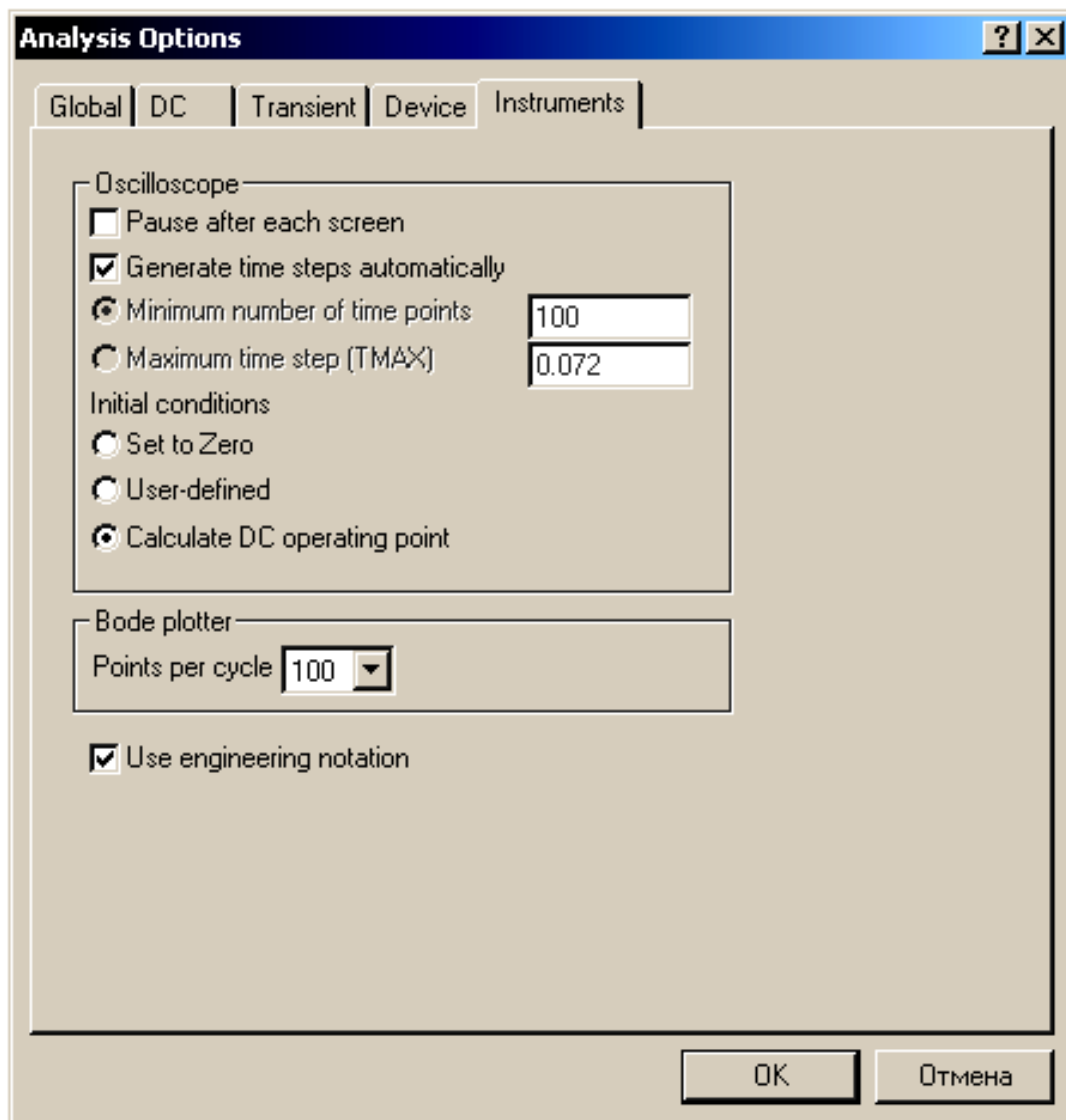 Analysis Options
Global DC Transient Device Instruments
Oscilloscope
Pause after each screen
Generate time steps automatically
Minimum number of time points 100
Maximum time step (TMAX) 0.072
Initial conditions
Set to Zero
User-defined
Calculate DC operating point
Bode plotter
Points per cycle 100
Use engineering notation
OK Отмена